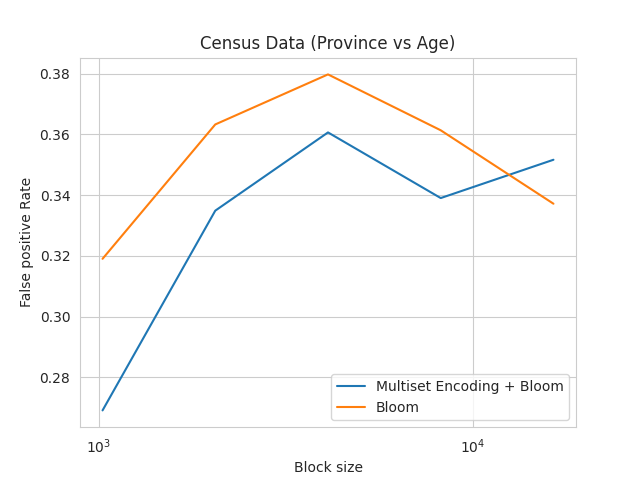 Census Data (Province vs Age)
False positive Rate
0.38
0.36
0.34
0.32
0.30
0.28
10³
10⁴
Block size
Multiset Encoding + Bloom
Bloom